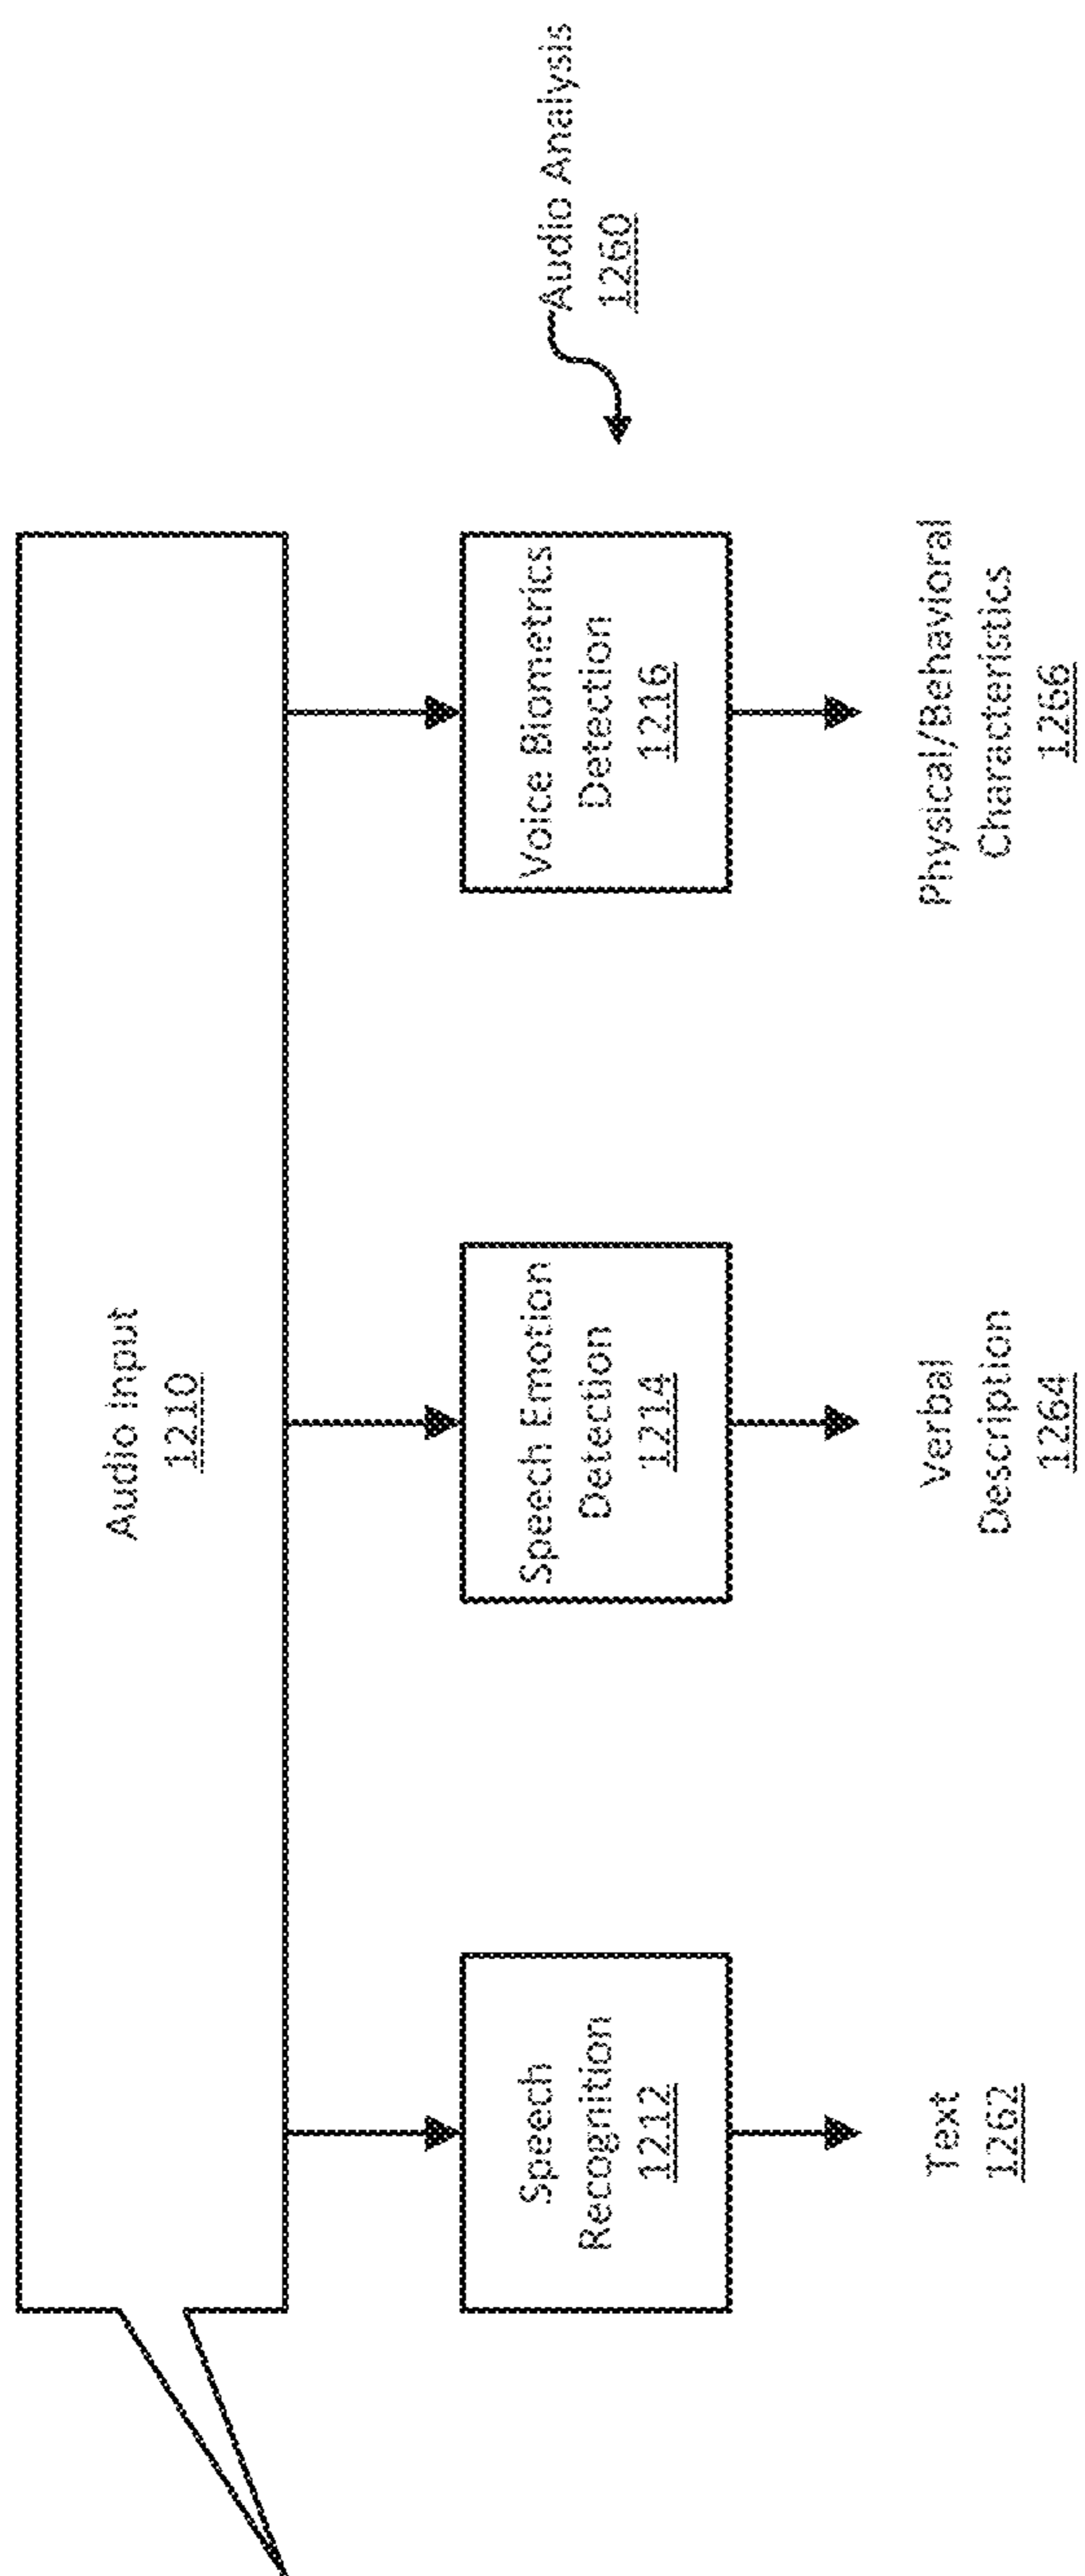 Audio Input
1210
Speech
Recognition
1212
Speech Emotion
Detection
1214
Voice Biometrics
Detection
1216
Audio Analysis
1260
Text
1262
Verbal
Description
1264
Physical/Behavioral
Characteristics
1266